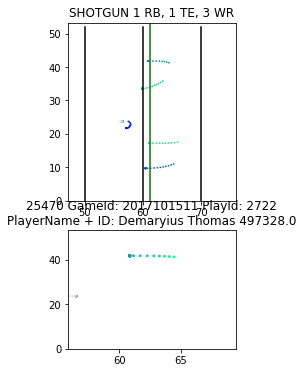 SHOTGUN 1 RB, 1 TE, 3 WR
50
40
30
20
10
0
50 60 70
25470 GameId: 2017101511 PlayId: 2722
PlayerName + ID: Demaryius Thomas 497328.0
40
20
0
60 65